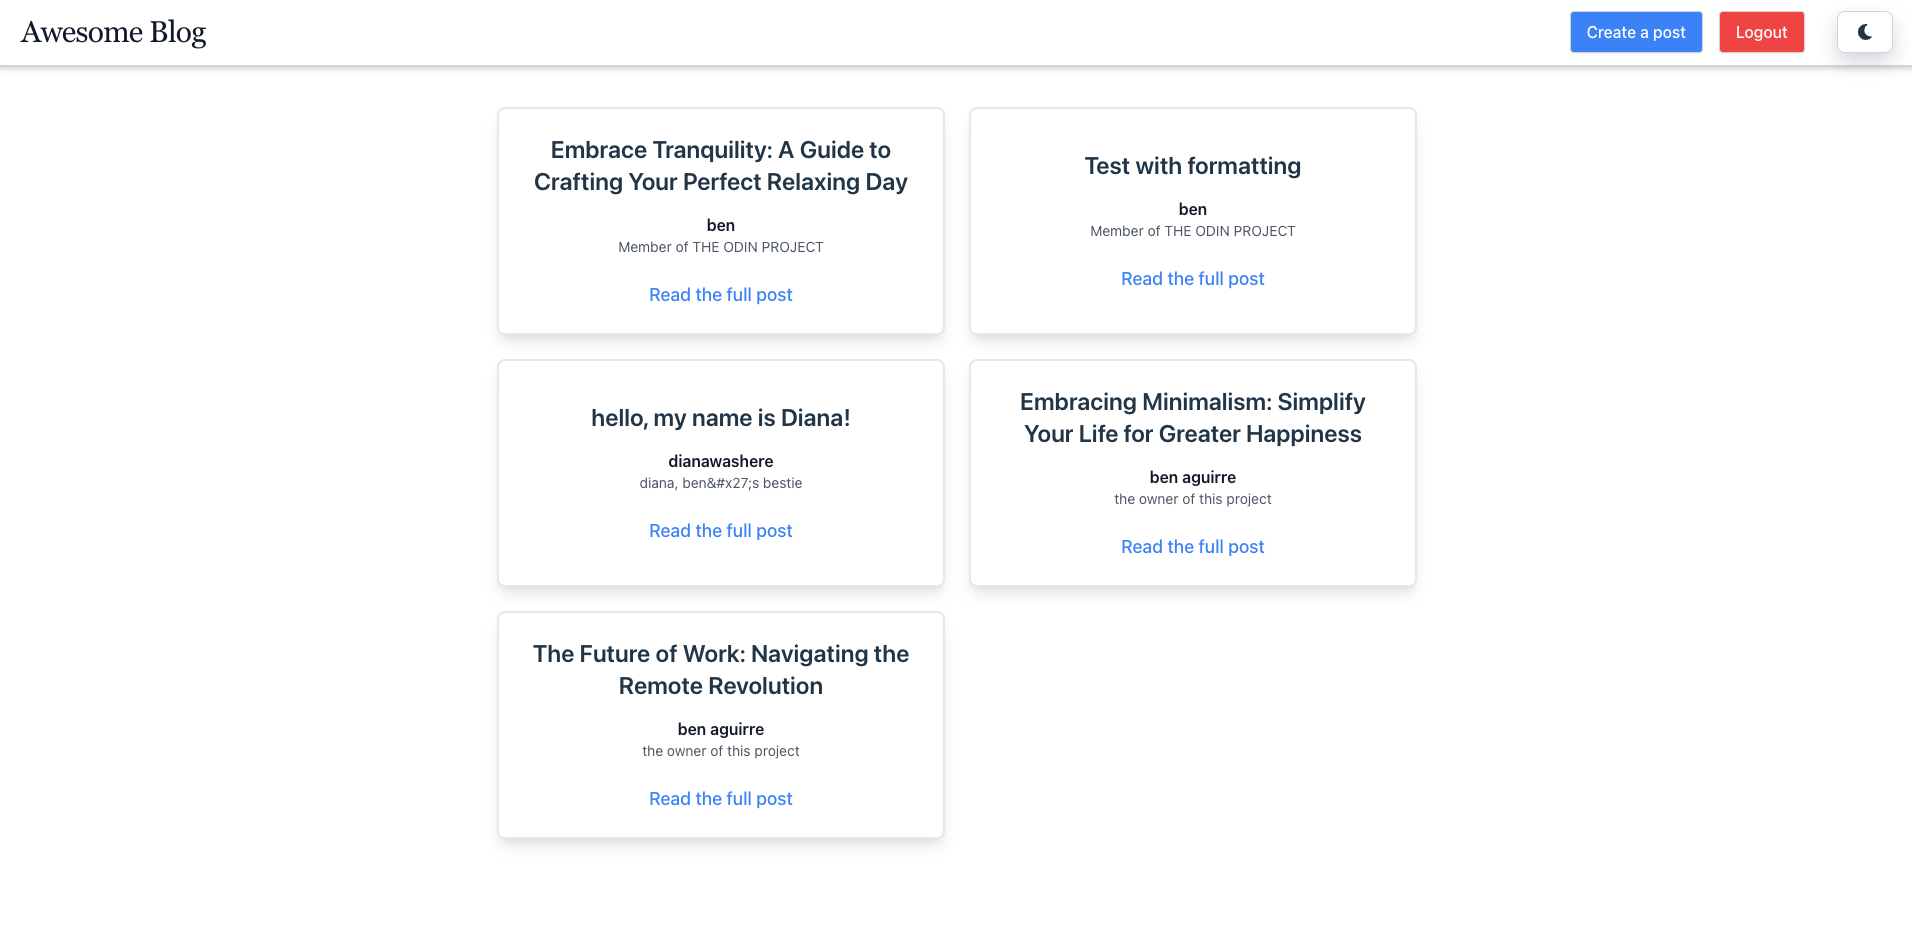 Awesome Blog
Create a post
Logout
Embrace Tranquility: A Guide to
Crafting Your Perfect Relaxing Day
ben
Member of THE ODIN PROJECT
Read the full post
Test with formatting
ben
Member of THE ODIN PROJECT
Read the full post
hello, my name is Diana!
dianawashere
diana, ben&#x27;s bestie
Read the full post
Embracing Minimalism: Simplify
Your Life for Greater Happiness
ben aguirre
the owner of this project
Read the full post
The Future of Work: Navigating the
Remote Revolution
ben aguirre
the owner of this project
Read the full post